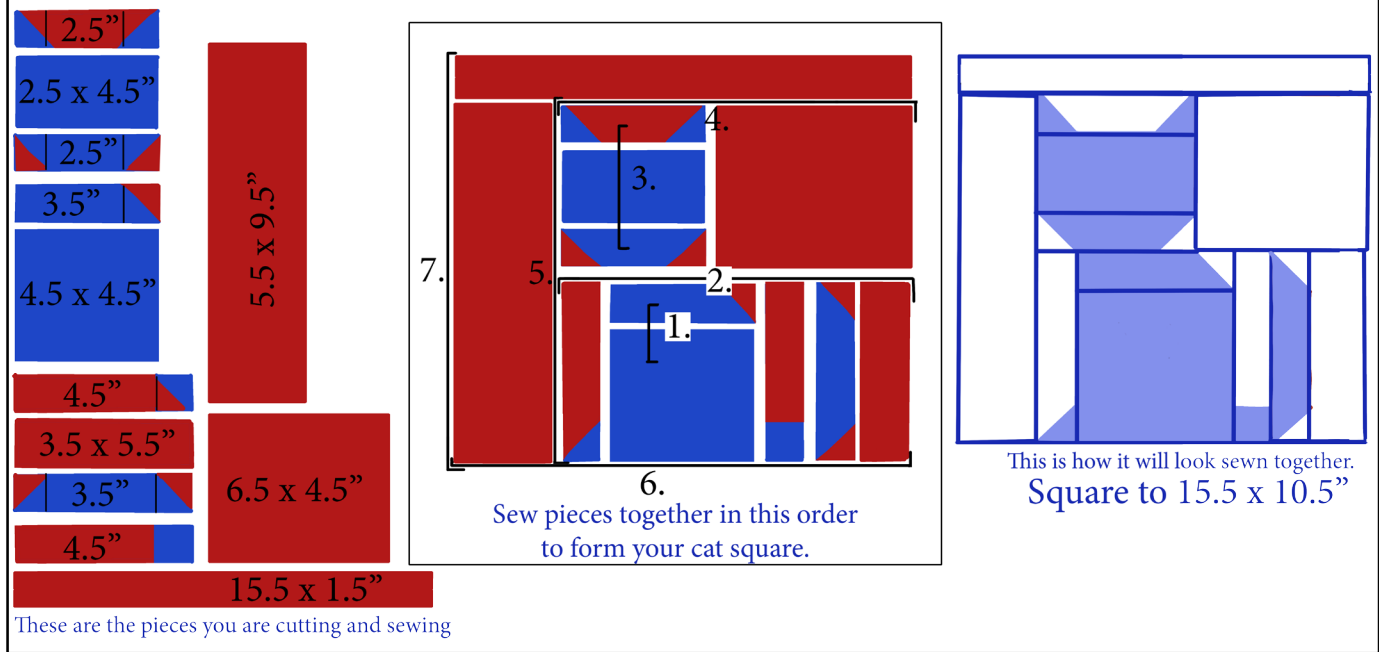 2.5”
2.5 x 4.5”
2.5”
3.5”
4.5 x 4.5”
4.5”
3.5 x 5.5”
3.5”
4.5”
5.5 x 9.5”
6.5 x 4.5”
15.5 x 1.5”
These are the pieces you are cutting and sewing
4.
3.
7.
5.
2.
1.
6.
Sew pieces together in this order
to form your cat square.
This is how it will look sewn together.
Square to 15.5 x 10.5”